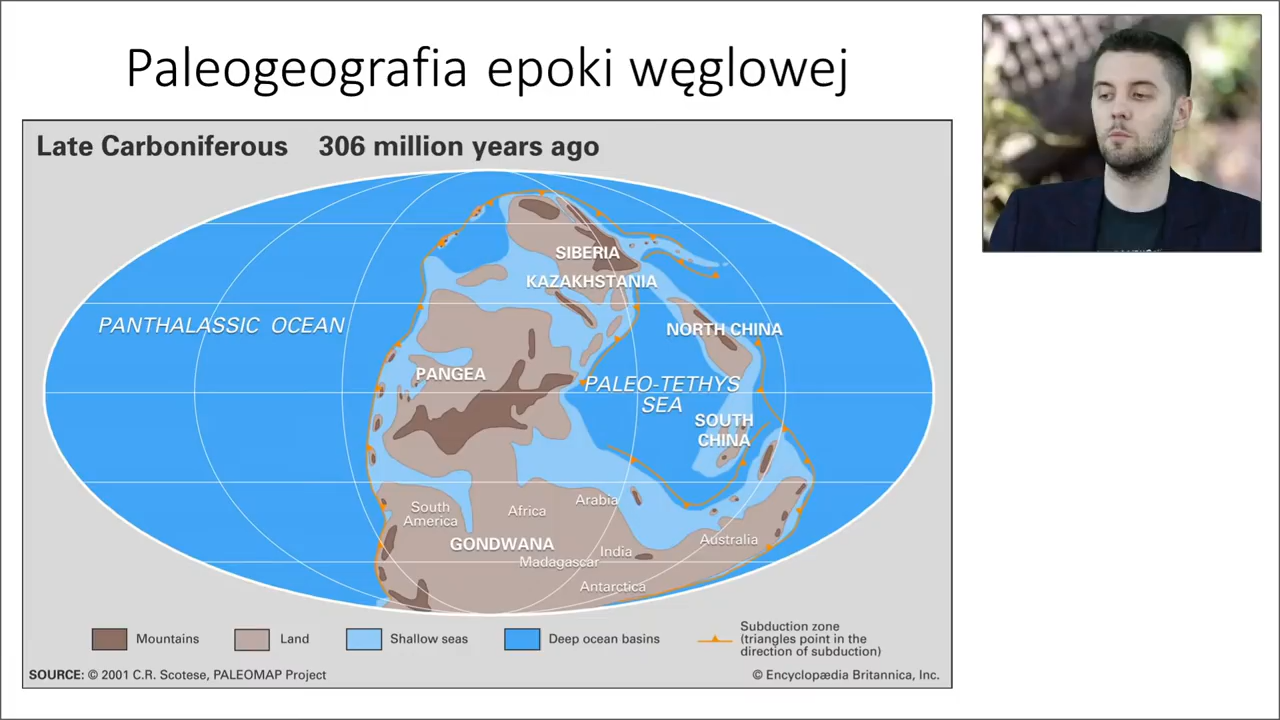 Paleogeografia epoki węglowej
Late Carboniferous 306 million years ago
SIBERIA
KAZAKHSTANIA
PANTHALASSIC OCEAN
NORTH CHINA
PANGEA
PALEO-TETHYS
SEA
SOUTH
CHINA
South
America
Africa
Arabia
GONDWANA
India
Madagascar
Australia
Antarctica
Mountains
Land
Shallow seas
Deep ocean basins
Subduction zone
(triangles point in the
direction of subduction)
SOURCE: © 2001 C.R. Scotese, PALEOMAP Project
© Encyclopædia Britannica, Inc.